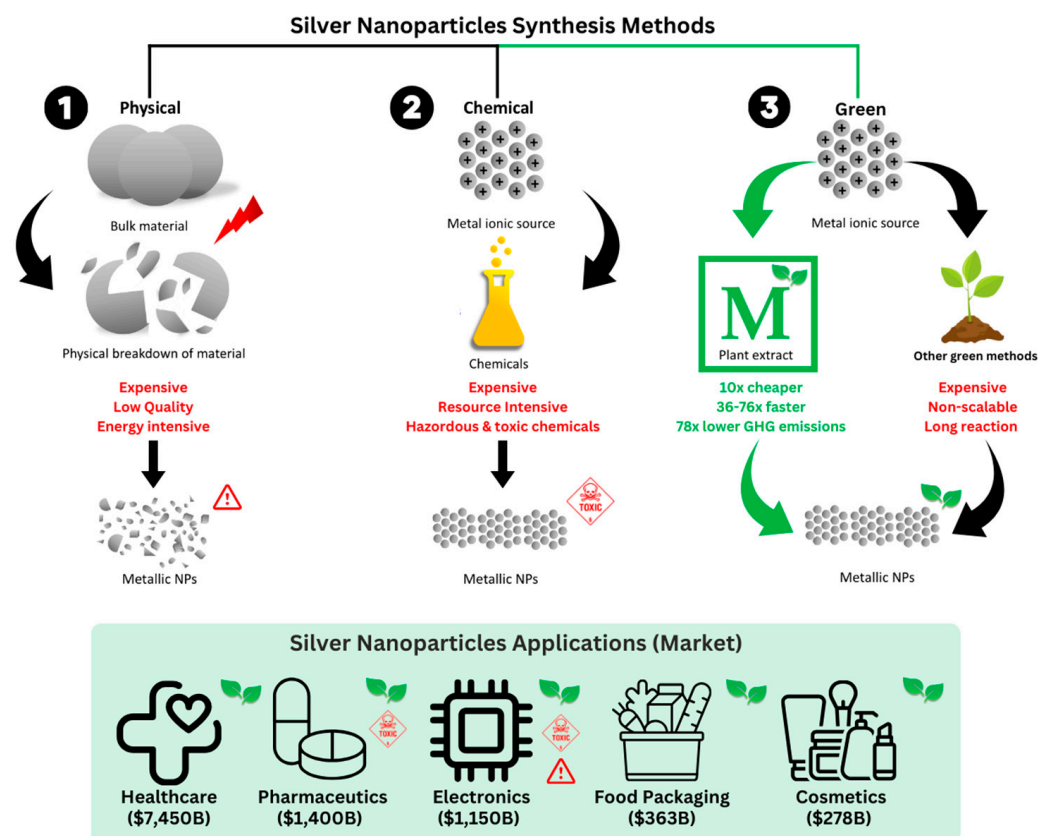 Silver Nanoparticles Synthesis Methods
1
Physical
Bulk material
Physical breakdown of material
Expensive
Low Quality
Energy intensive
Metallic NPs
2
Chemical
+ + + + + + + + + + + + + + + + + +
Metal ionic source
Chemicals
Expensive
Resource Intensive
Hazardous & toxic chemicals
TOXIC
6
Metallic NPs
3
Green
+ + + + + + + + + + + + + + + + + +
Metal ionic source
M
Plant extract
10x cheaper
36-76x faster
78x lower GHG emissions
Other green methods
Expensive
Non-scalable
Long reaction
Metallic NPs
Silver Nanoparticles Applications (Market)
Healthcare
($7,450B)
TOXIC
Pharmaceutics
($1,400B)
TOXIC
Electronics
($1,150B)
Food Packaging
($363B)
Cosmetics
($278B)